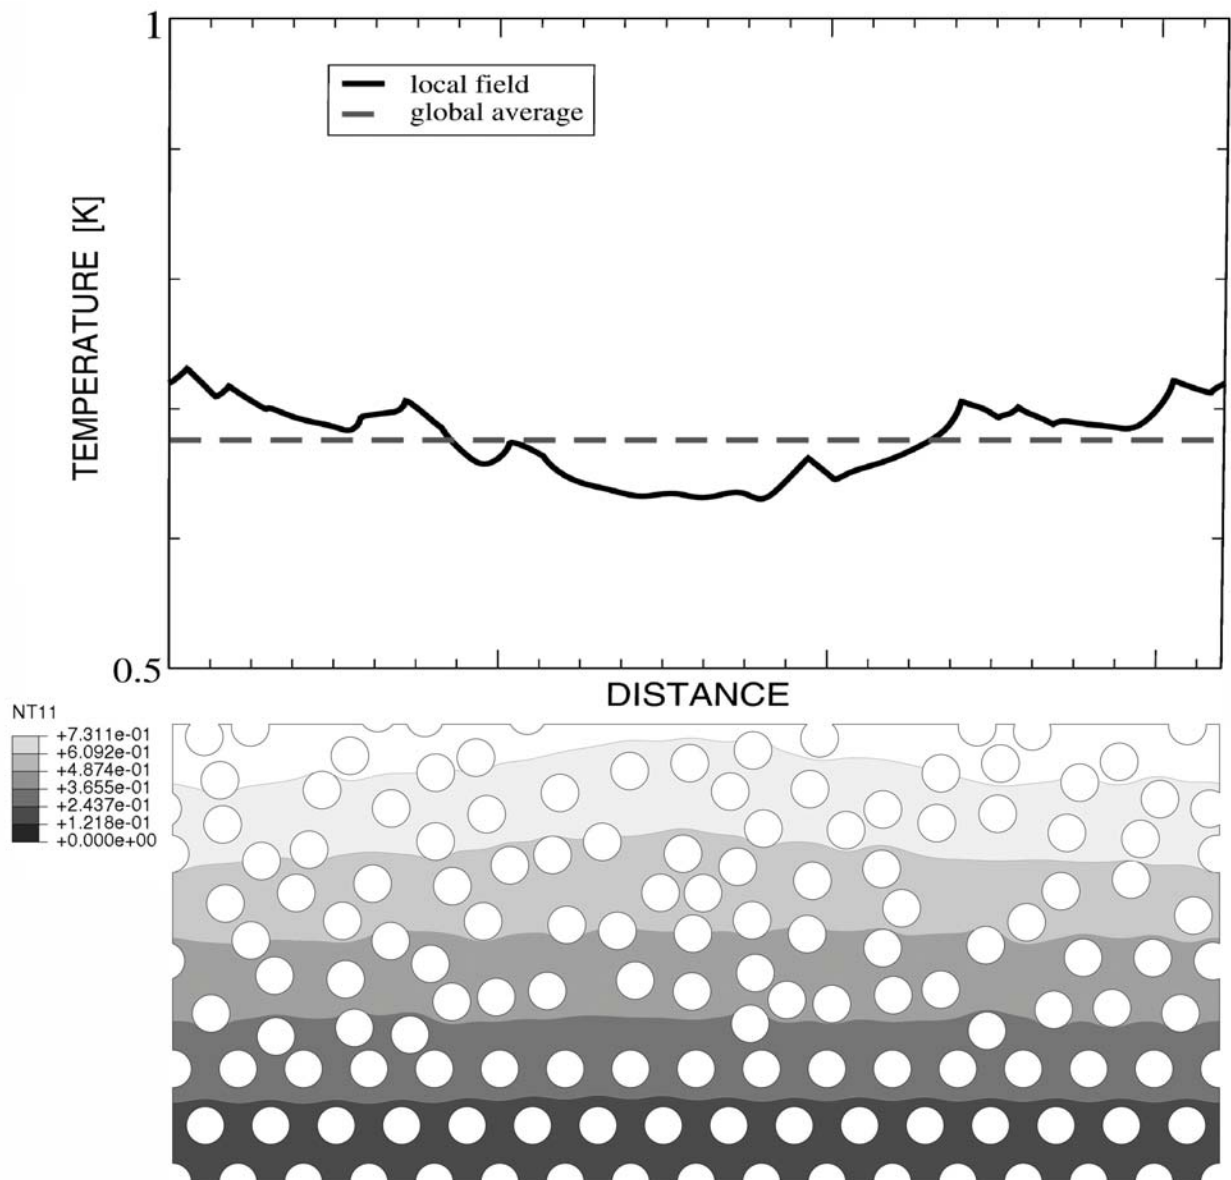 1
local field
global average
TEMPERATURE [K]
0.5
DISTANCE
NT11
+7.311e-01
+6.092e-01
+4.874e-01
+3.655e-01
+2.437e-01
+1.218e-01
+0.000e+00